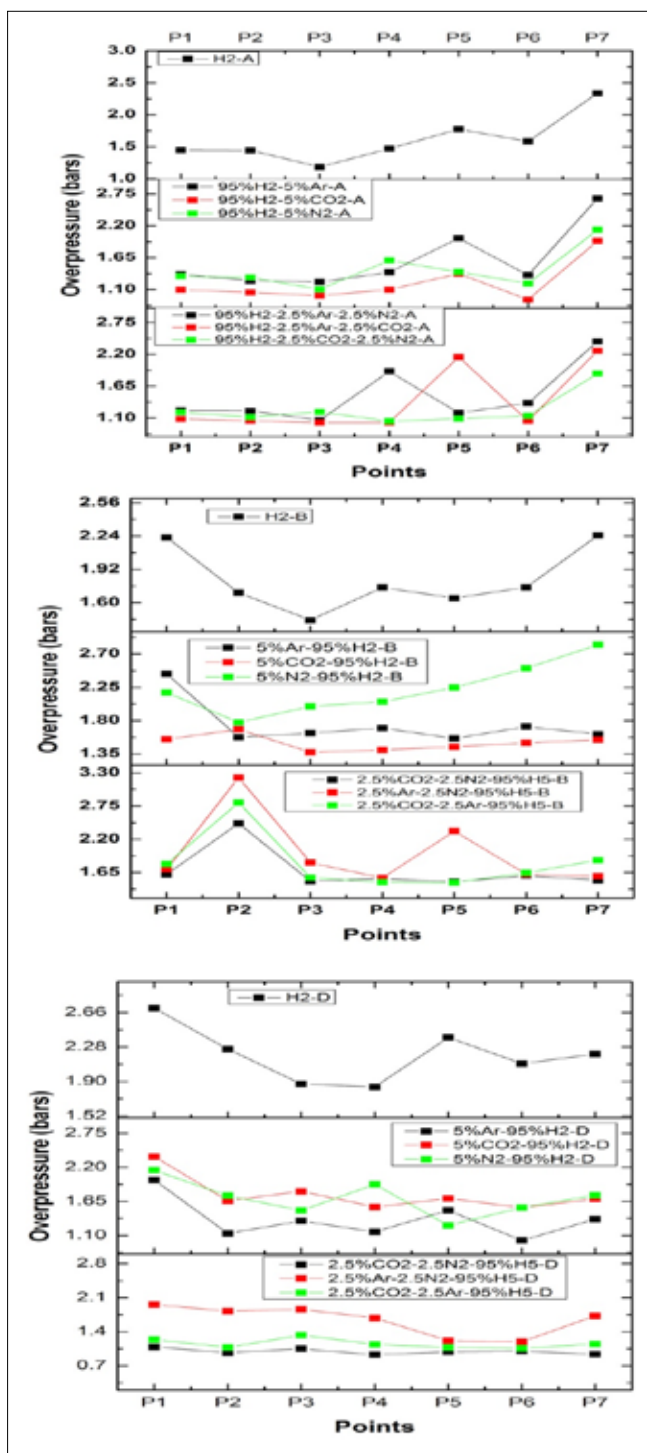 P1 P2 P3 P4 P5 P6 P7
3.0
H2-A
2.5
2.0
1.5
1.0
Overpressure (bars)
2.75
95%H2-5%Ar-A
95%H2-5%CO2-A
95%H2-5%N2-A
2.20
1.65
1.10
95%H2-2.5%Ar-2.5%N2-A
95%H2-2.5%Ar-2.5%CO2-A
95%H2-2.5%CO2-2.5%N2-A
2.75
2.20
1.65
1.10
P1 P2 P3 P4 P5 P6 P7
Points
2.56
H2-B
2.24
1.92
1.60
Overpressure (bars)
5%Ar-95%H2-B
5%CO2-95%H2-B
5%N2-95%H2-B
2.70
2.25
1.80
1.35
3.30
2.5%CO2-2.5N2-95%H5-B
2.5%Ar-2.5N2-95%H5-B
2.5%CO2-2.5Ar-95%H5-B
2.75
2.20
1.65
P1 P2 P3 P4 P5 P6 P7
Points
H2-D
2.66
2.28
1.90
1.52
Overpressure (bars)
2.75
5%Ar-95%H2-D
5%CO2-95%H2-D
5%N2-95%H2-D
2.20
1.65
1.10
2.8
2.5%CO2-2.5N2-95%H5-D
2.5%Ar-2.5N2-95%H5-D
2.5%CO2-2.5Ar-95%H5-D
2.1
1.4
0.7
P1 P2 P3 P4 P5 P6 P7
Points